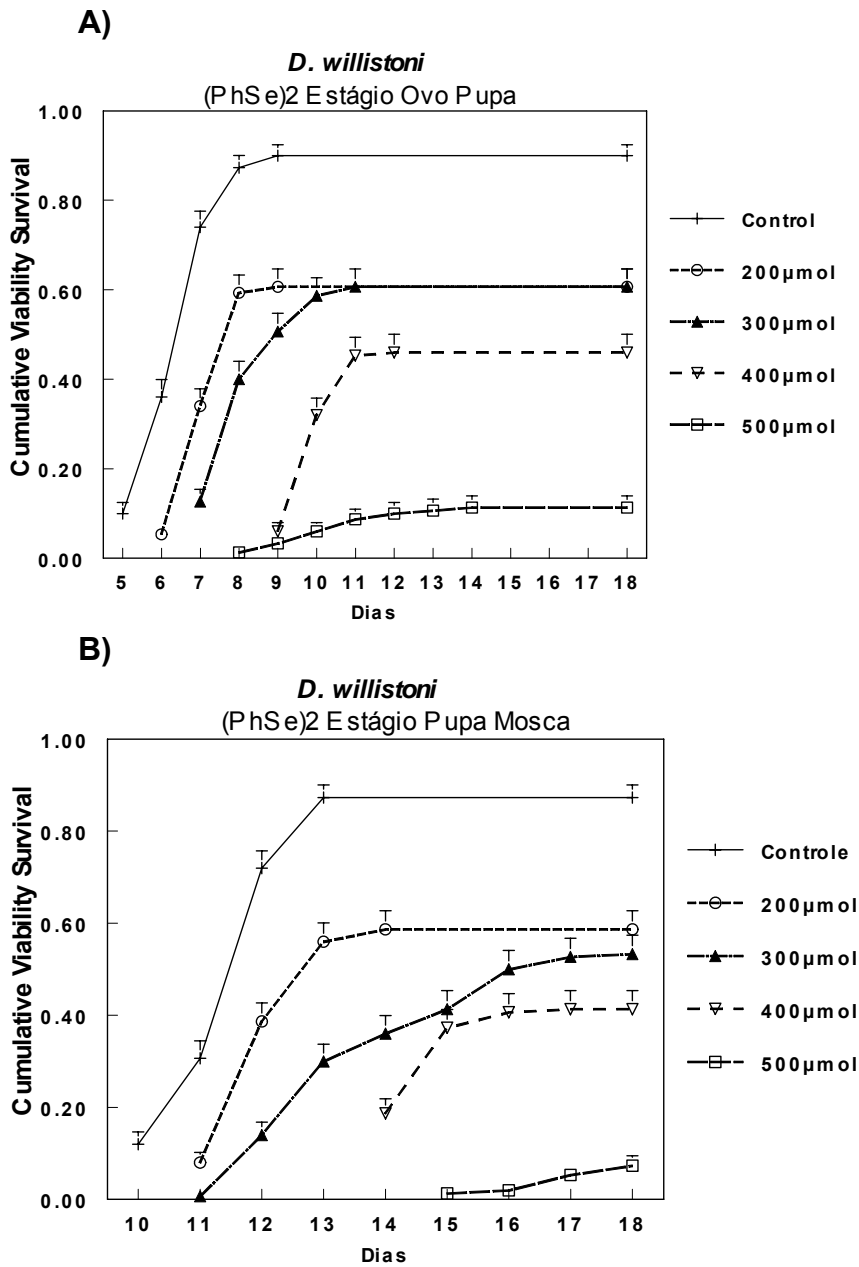 A)
D. willistoni
(PhSe)2 Estágio Ovo Pupa
Cumulative Viability Survival
1.00
0.80
0.60
0.40
0.20
0.00
5 6 7 8 9 10 11 12 13 14 15 16 17 18
Dias
Control
200µmol
300µmol
400µmol
500µmol
B)
D. willistoni
(PhSe)2 Estágio Pupa Mosca
Cumulative Viability Survival
1.00
0.80
0.60
0.40
0.20
0.00
10 11 12 13 14 15 16 17 18
Dias
Controle
200µmol
300µmol
400µmol
500µmol